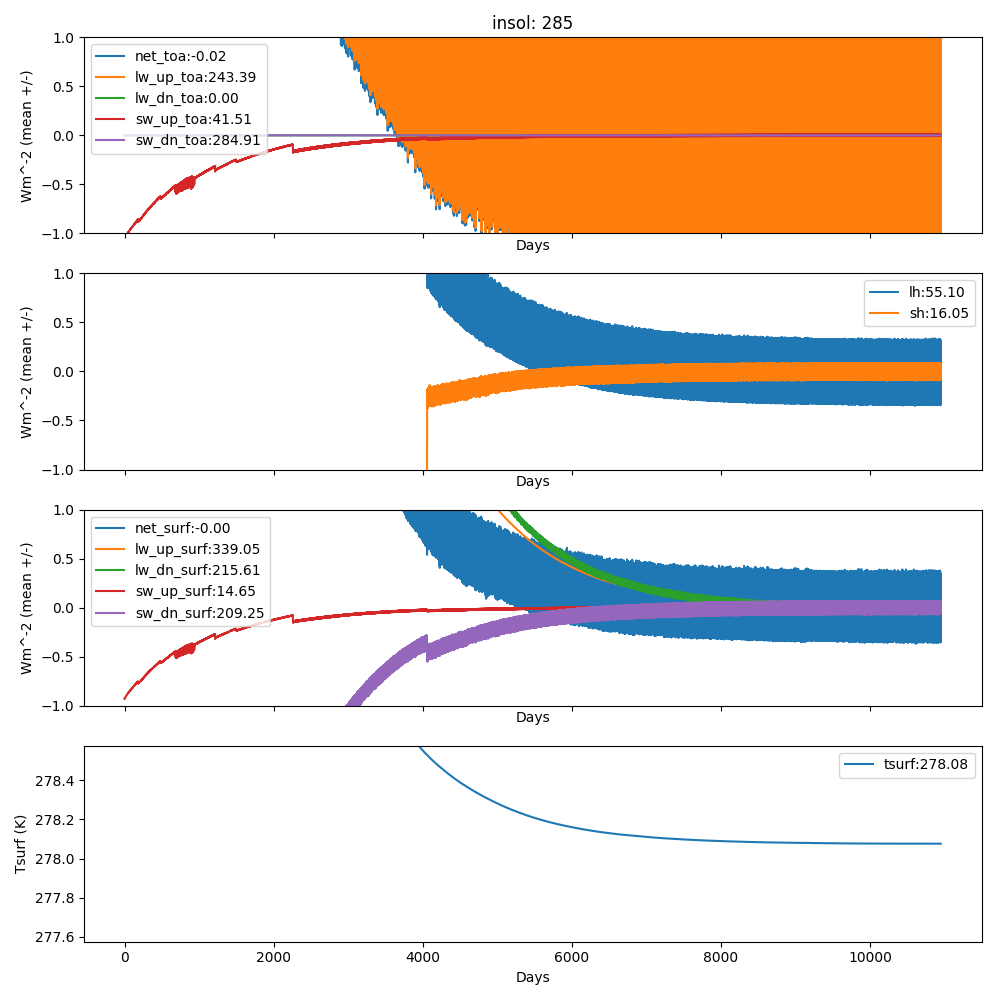 insol: 285
1.0
0.5
0.0
−0.5
−1.0
Wm^-2 (mean +/-)
net_toa:-0.02
lw_up_toa:243.39
lw_dn_toa:0.00
sw_up_toa:41.51
sw_dn_toa:284.91
Days
1.0
0.5
0.0
−0.5
−1.0
Wm^-2 (mean +/-)
lh:55.10
sh:16.05
Days
1.0
0.5
0.0
−0.5
−1.0
Wm^-2 (mean +/-)
net_surf:-0.00
lw_up_surf:339.05
lw_dn_surf:215.61
sw_up_surf:14.65
sw_dn_surf:209.25
Days
278.4
278.2
278.0
277.8
277.6
Tsurf (K)
tsurf:278.08
0 2000 4000 6000 8000 10000
Days